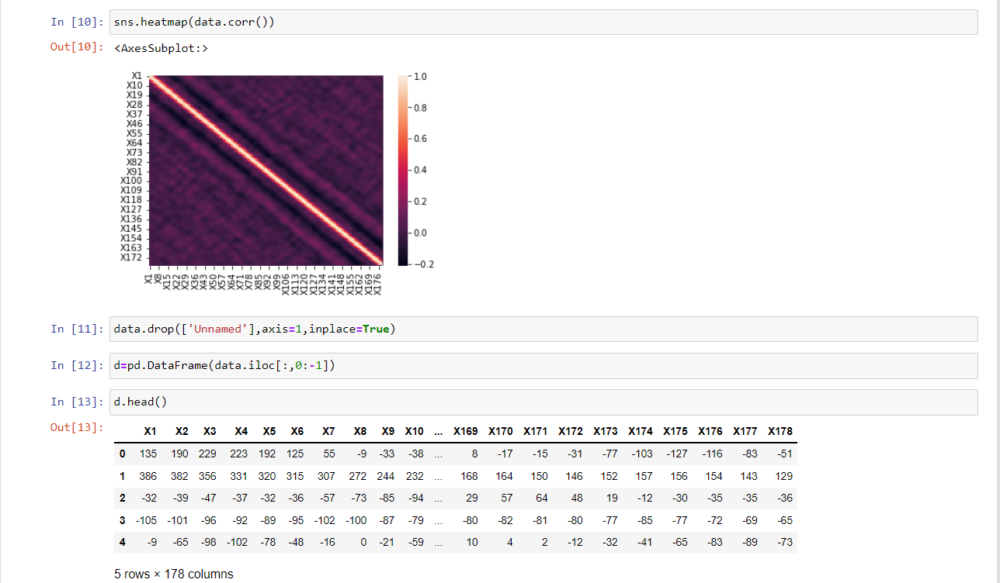 In [10]: sns.heatmap(data.corr())
Out[10]: <AxesSubplot:>
X1
X10
X19
X28
X37
X46
X55
X64
X73
X82
X91
X100
X109
X118
X127
X136
X145
X154
X163
X172
1.0
0.8
0.6
0.4
0.2
0.0
−0.2
X1 X8 X15 X22 X29 X36 X43 X50 X57 X64 X71 X78 X85 X92 X99 X106 X113 X120 X127 X134 X141 X148 X155 X162 X169 X176
In [11]: data.drop(['Unnamed'],axis=1,inplace=True)
In [12]: d=pd.DataFrame(data.iloc[:,0:-1])
In [13]: d.head()
Out[13]:
X1 X2 X3 X4 X5 X6 X7 X8 X9 X10 ... X169 X170 X171 X172 X173 X174 X175 X176 X177 X178
0 135 190 229 223 192 125 55 -9 -33 -38 ... 8 -17 -15 -31 -77 -103 -127 -116 -83 -51
1 386 382 356 331 320 315 307 272 244 232 ... 168 164 150 146 152 157 156 154 143 129
2 -32 -39 -47 -37 -32 -36 -57 -73 -85 -94 ... 29 57 64 48 19 -12 -30 -35 -35 -36
3 -105 -101 -96 -92 -89 -95 -102 -100 -87 -79 ... -80 -82 -81 -80 -77 -85 -77 -72 -69 -65
4 -9 -65 -98 -102 -78 -48 -16 0 -21 -59 ... 10 4 2 -12 -32 -41 -65 -83 -89 -73
5 rows × 178 columns